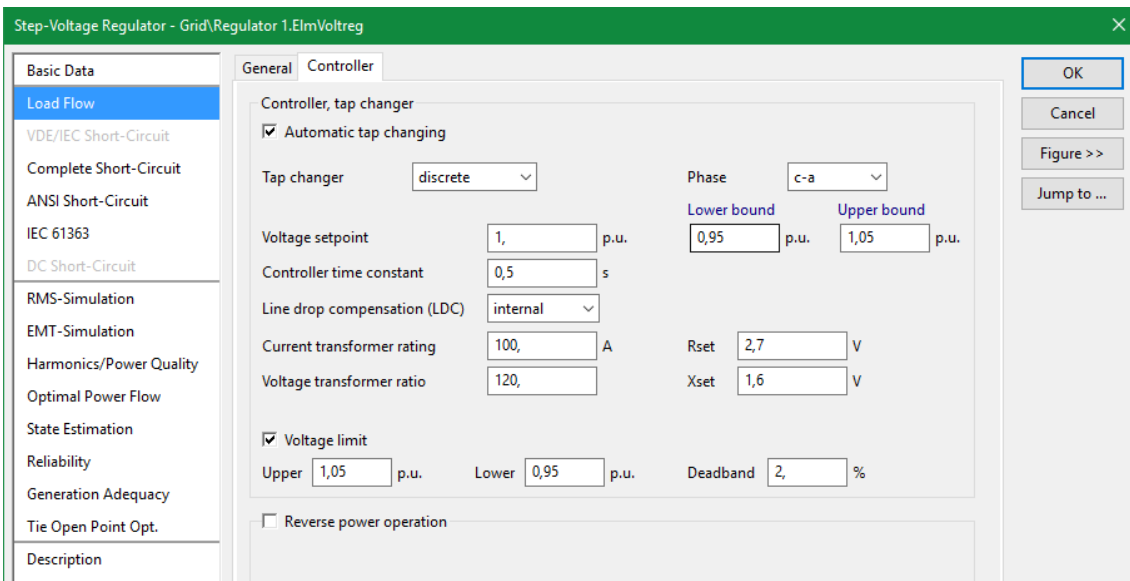 Step-Voltage Regulator - Grid\Regulator 1.ElmVoltreg
Basic Data
Load Flow
VDE/IEC Short-Circuit
Complete Short-Circuit
ANSI Short-Circuit
IEC 61363
DC Short-Circuit
RMS-Simulation
EMT-Simulation
Harmonics/Power Quality
Optimal Power Flow
State Estimation
Reliability
Generation Adequacy
Tie Open Point Opt.
Description
General Controller
Controller, tap changer
Automatic tap changing
Tap changer discrete Phase c-a
Lower bound Upper bound
Voltage setpoint 1, p.u. 0,95 p.u. 1,05 p.u.
Controller time constant 0,5 s
Line drop compensation (LDC) internal
Current transformer rating 100, A Rset 2,7 V
Voltage transformer ratio 120, Xset 1,6 V
Voltage limit
Upper 1,05 p.u. Lower 0,95 p.u. Deadband 2, %
Reverse power operation
OK
Cancel
Figure >>
Jump to ...